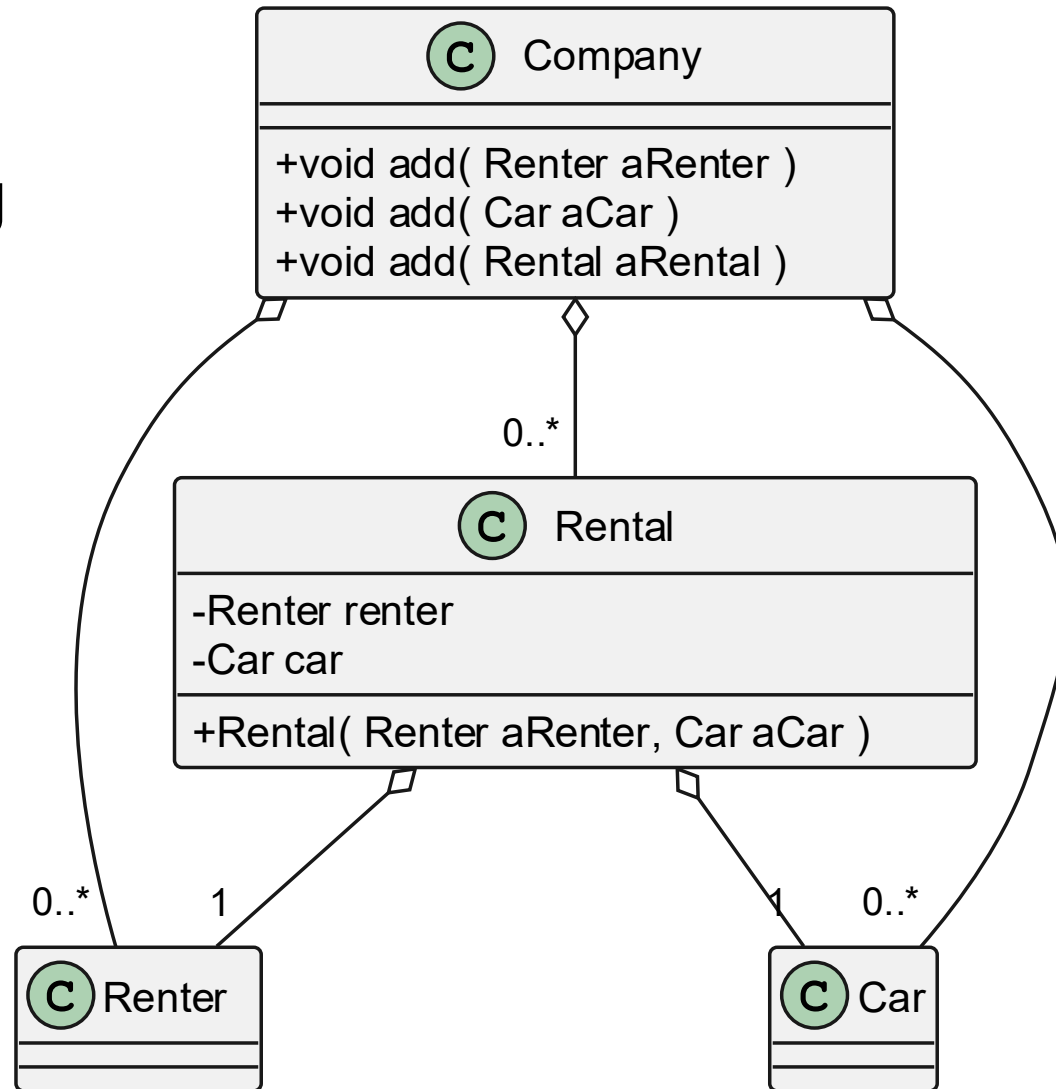 C Company
+void add( Renter aRenter )
+void add( Car aCar )
+void add( Rental aRental )
0..*
C Rental
-Renter renter
-Car car
+Rental( Renter aRenter, Car aCar )
0..* 1 1 0..*
C Renter C Car